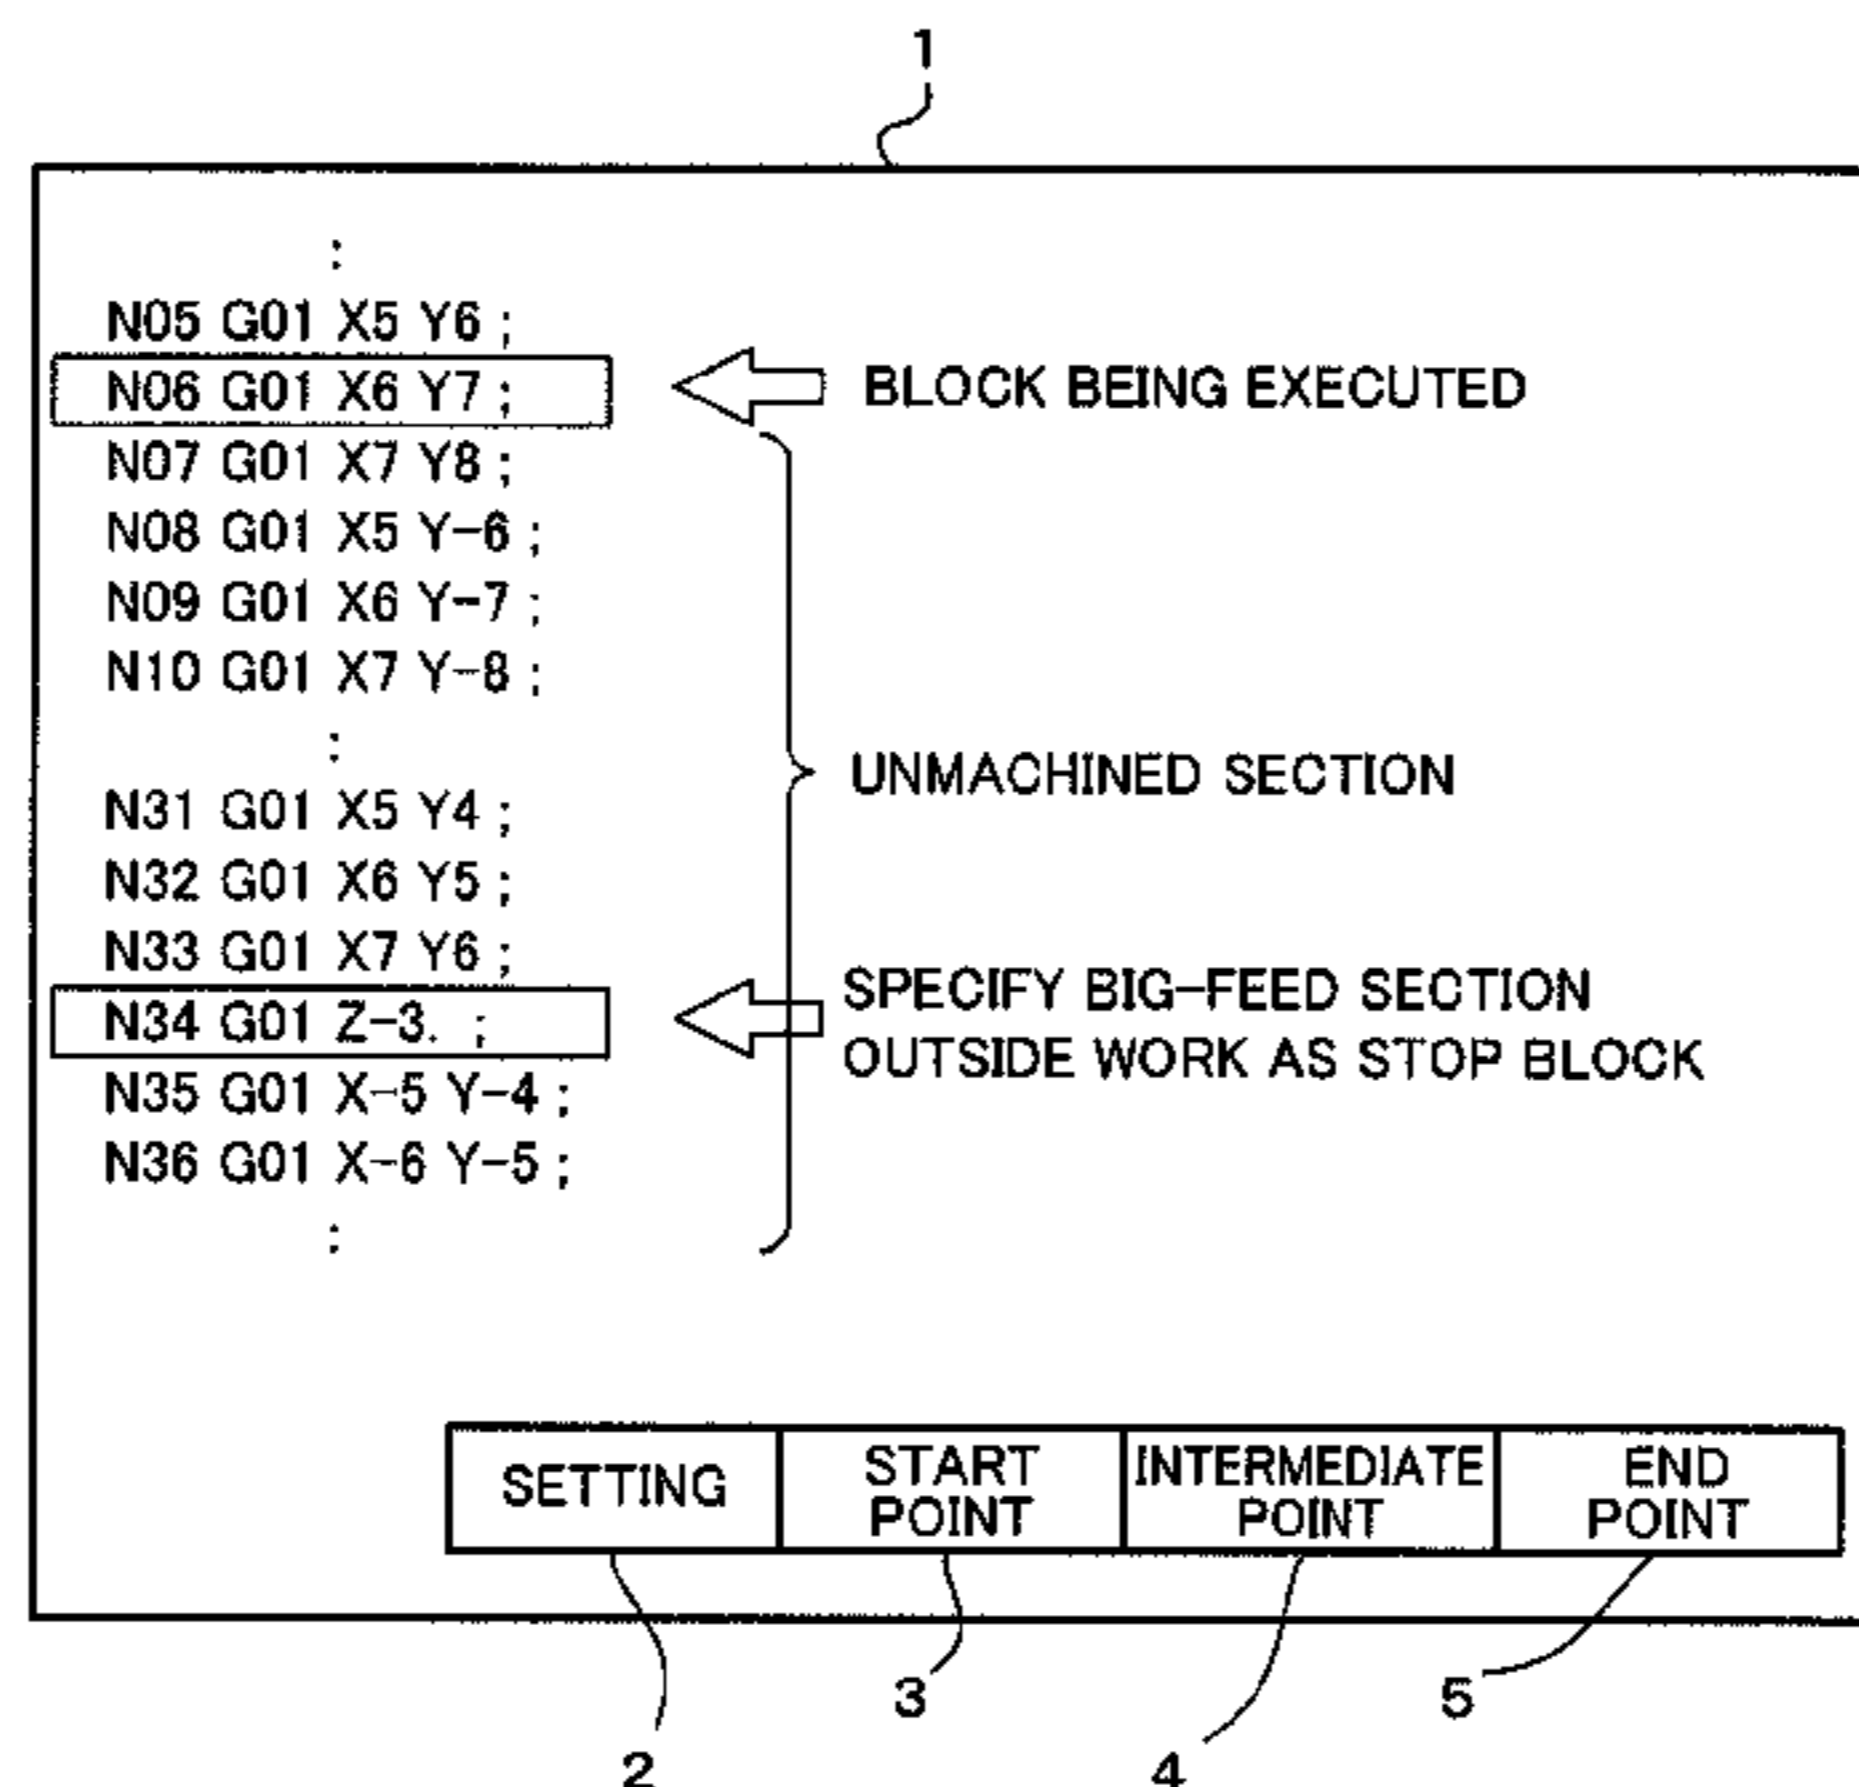 1
:
N05 G01 X5 Y6 ;
N06 G01 X6 Y7 ;
BLOCK BEING EXECUTED
N07 G01 X7 Y8 ;
N08 G01 X5 Y-6 ;
N09 G01 X6 Y-7 ;
N10 G01 X7 Y-8 ;
:
UNMACHINED SECTION
N31 G01 X5 Y4 ;
N32 G01 X6 Y5 ;
N33 G01 X7 Y6 ;
N34 G01 Z-3. ;
SPECIFY BIG-FEED SECTION
OUTSIDE WORK AS STOP BLOCK
N35 G01 X-5 Y-4 ;
N36 G01 X-6 Y-5 ;
:
SETTING
START
POINT
INTERMEDIATE
POINT
END
POINT
2
3
4
5